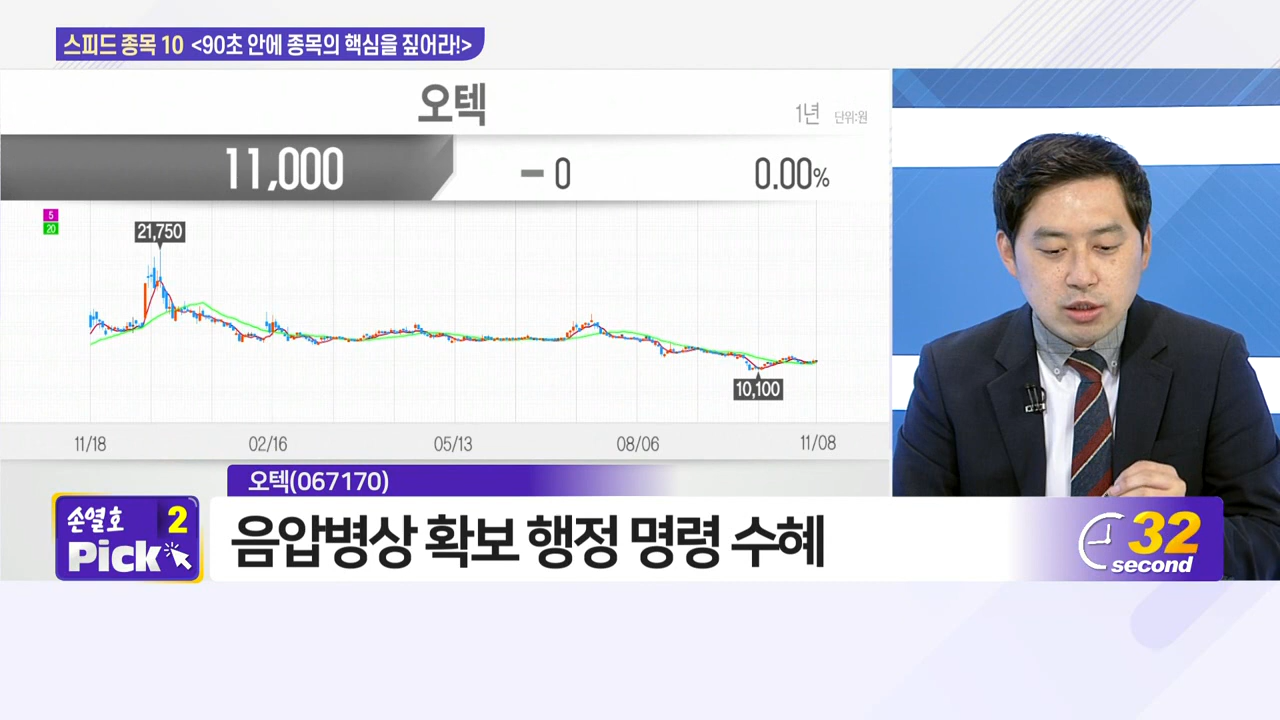 스피드 종목 10 <90초 안에 종목의 핵심을 짚어라!>
오텍
1년 단위:원
11,000 0 0.00%
5
20
21,750
10,100
11/18 02/16 05/13 08/06 11/08
오텍(067170)
손열호 2
Pick
음압병상 확보 행정 명령 수혜
32
second